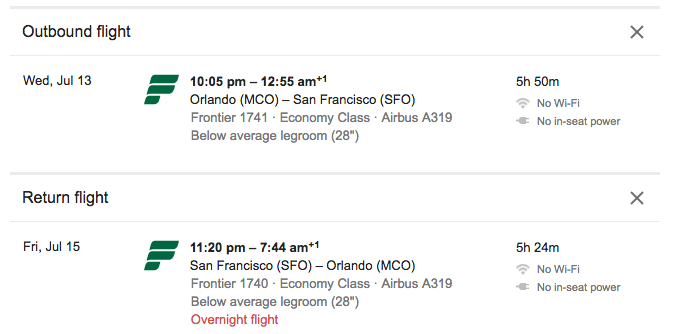 Outbound flight
Wed, Jul 13
10:05 pm – 12:55 am+1
5h 50m
Orlando (MCO) – San Francisco (SFO)
No Wi-Fi
Frontier 1741 · Economy Class · Airbus A319
No in-seat power
Below average legroom (28")
Return flight
Fri, Jul 15
11:20 pm – 7:44 am+1
5h 24m
San Francisco (SFO) – Orlando (MCO)
No Wi-Fi
Frontier 1740 · Economy Class · Airbus A319
No in-seat power
Below average legroom (28")
Overnight flight